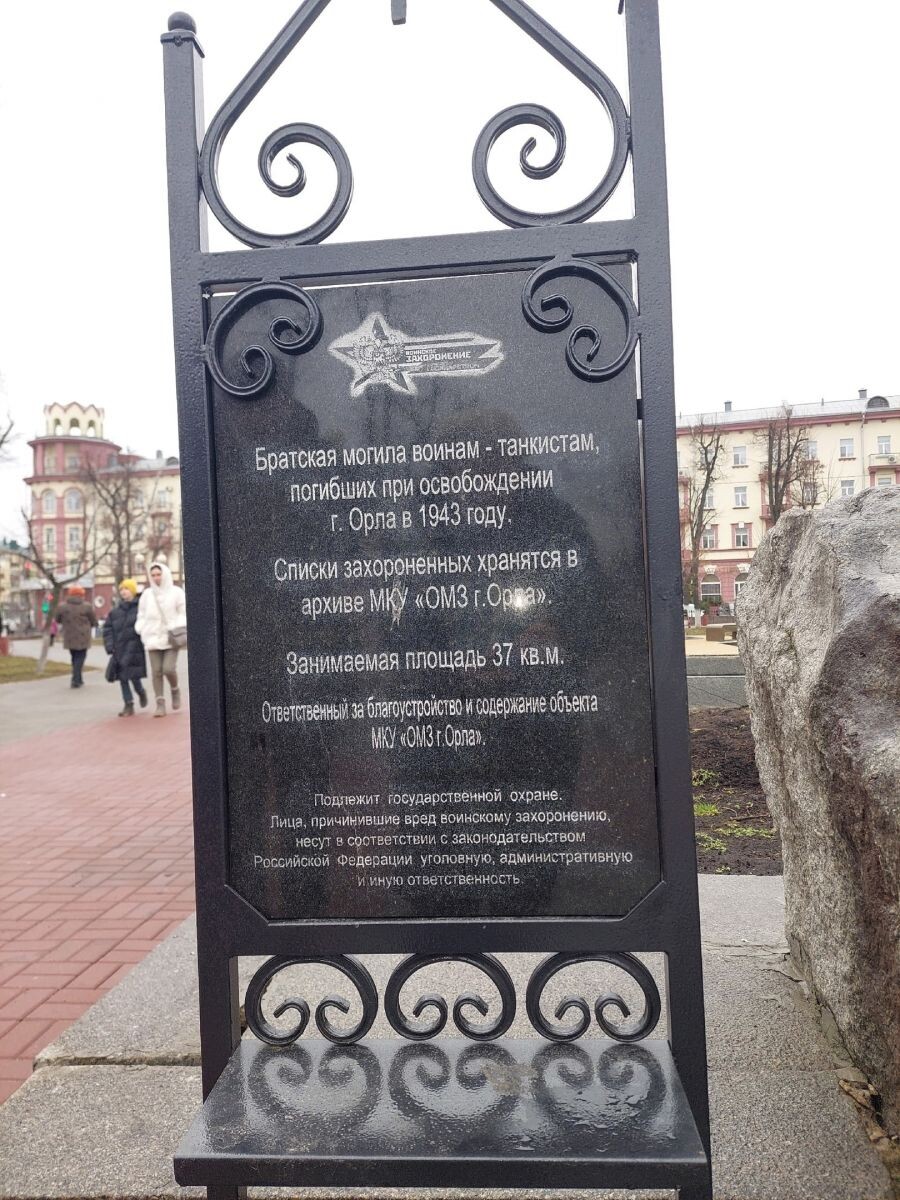 ВОИНСКОЕ
ЗАХОРОНЕНИЕ
Братская могила воинам - танкистам,
погибших при освобождении
г. Орла в 1943 году.
Списки захороненных хранятся в
архиве МКУ «ОМЗ г.Орла».
Занимаемая площадь 37 кв.м.
Ответственный за благоустройство и содержание объекта
МКУ «ОМЗ г.Орла».
Подлежит государственной охране.
Лица, причинившие вред воинскому захоронению,
несут в соответствии с законодательством
Российской Федерации уголовную, административную
и иную ответственность.